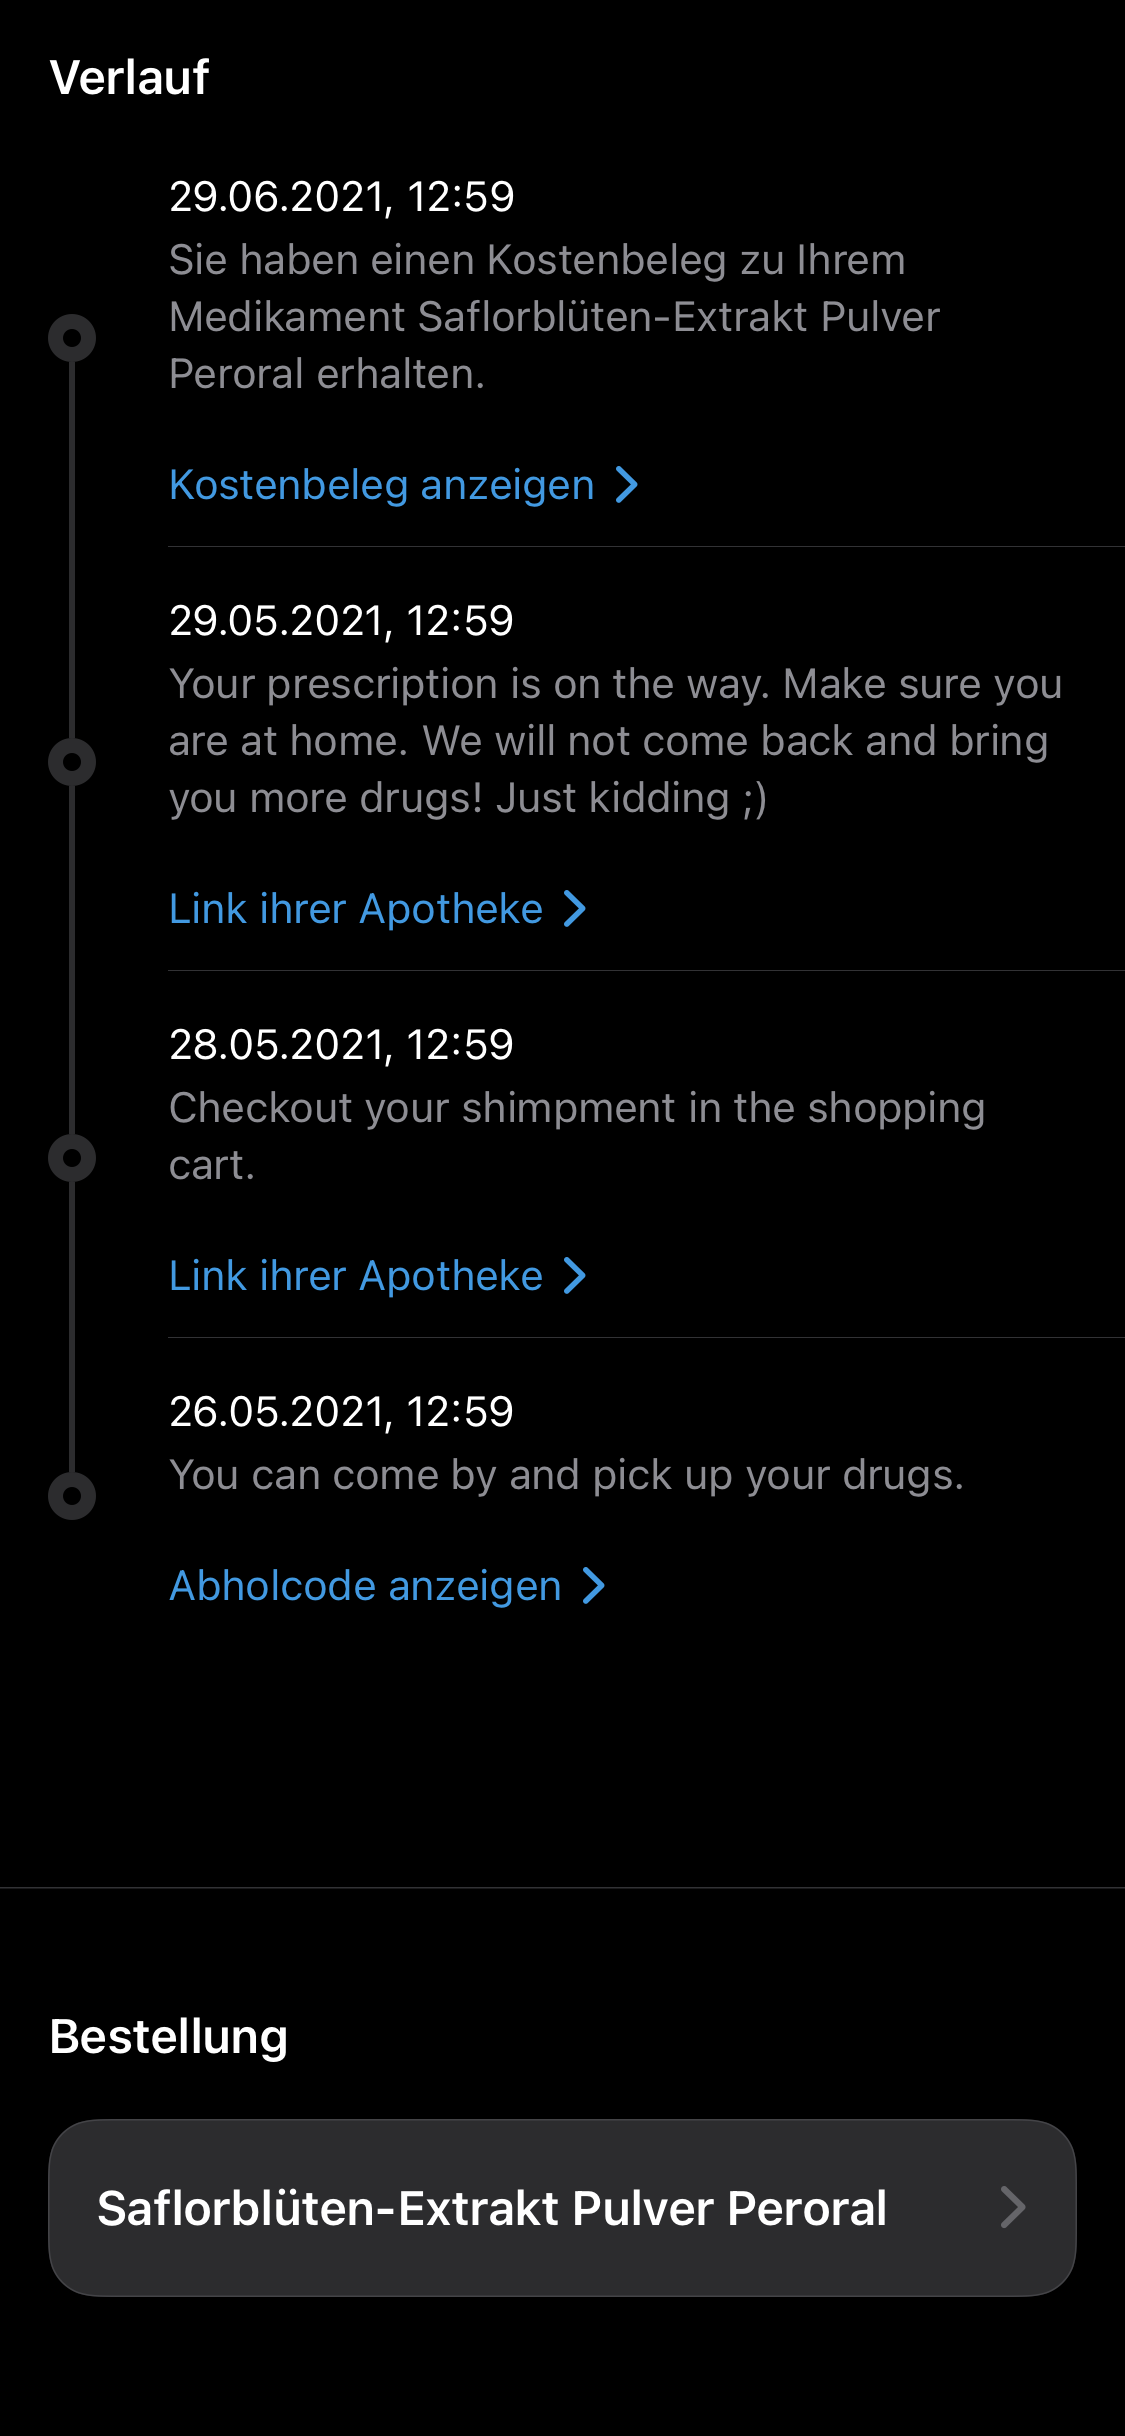 Verlauf
29.06.2021, 12:59
Sie haben einen Kostenbeleg zu Ihrem
Medikament Saflorblüten-Extrakt Pulver
Peroral erhalten.
Kostenbeleg anzeigen
29.05.2021, 12:59
Your prescription is on the way. Make sure you
are at home. We will not come back and bring
you more drugs! Just kidding ;)
Link ihrer Apotheke
28.05.2021, 12:59
Checkout your shimpment in the shopping
cart.
Link ihrer Apotheke
26.05.2021, 12:59
You can come by and pick up your drugs.
Abholcode anzeigen
Bestellung
Saflorblüten-Extrakt Pulver Peroral